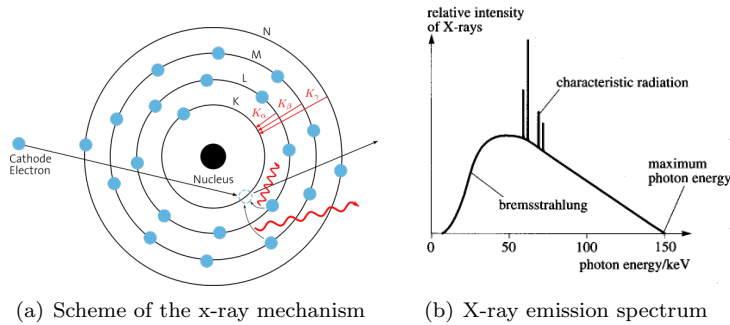 N
M
L
K
Kα
Kβ
Kγ
Cathode
Electron
Nucleus
(a) Scheme of the x-ray mechanism
relative intensity
of X-rays
characteristic radiation
maximum
photon energy
bremsstrahlung
0
50
100
150
photon energy/keV
(b) X-ray emission spectrum